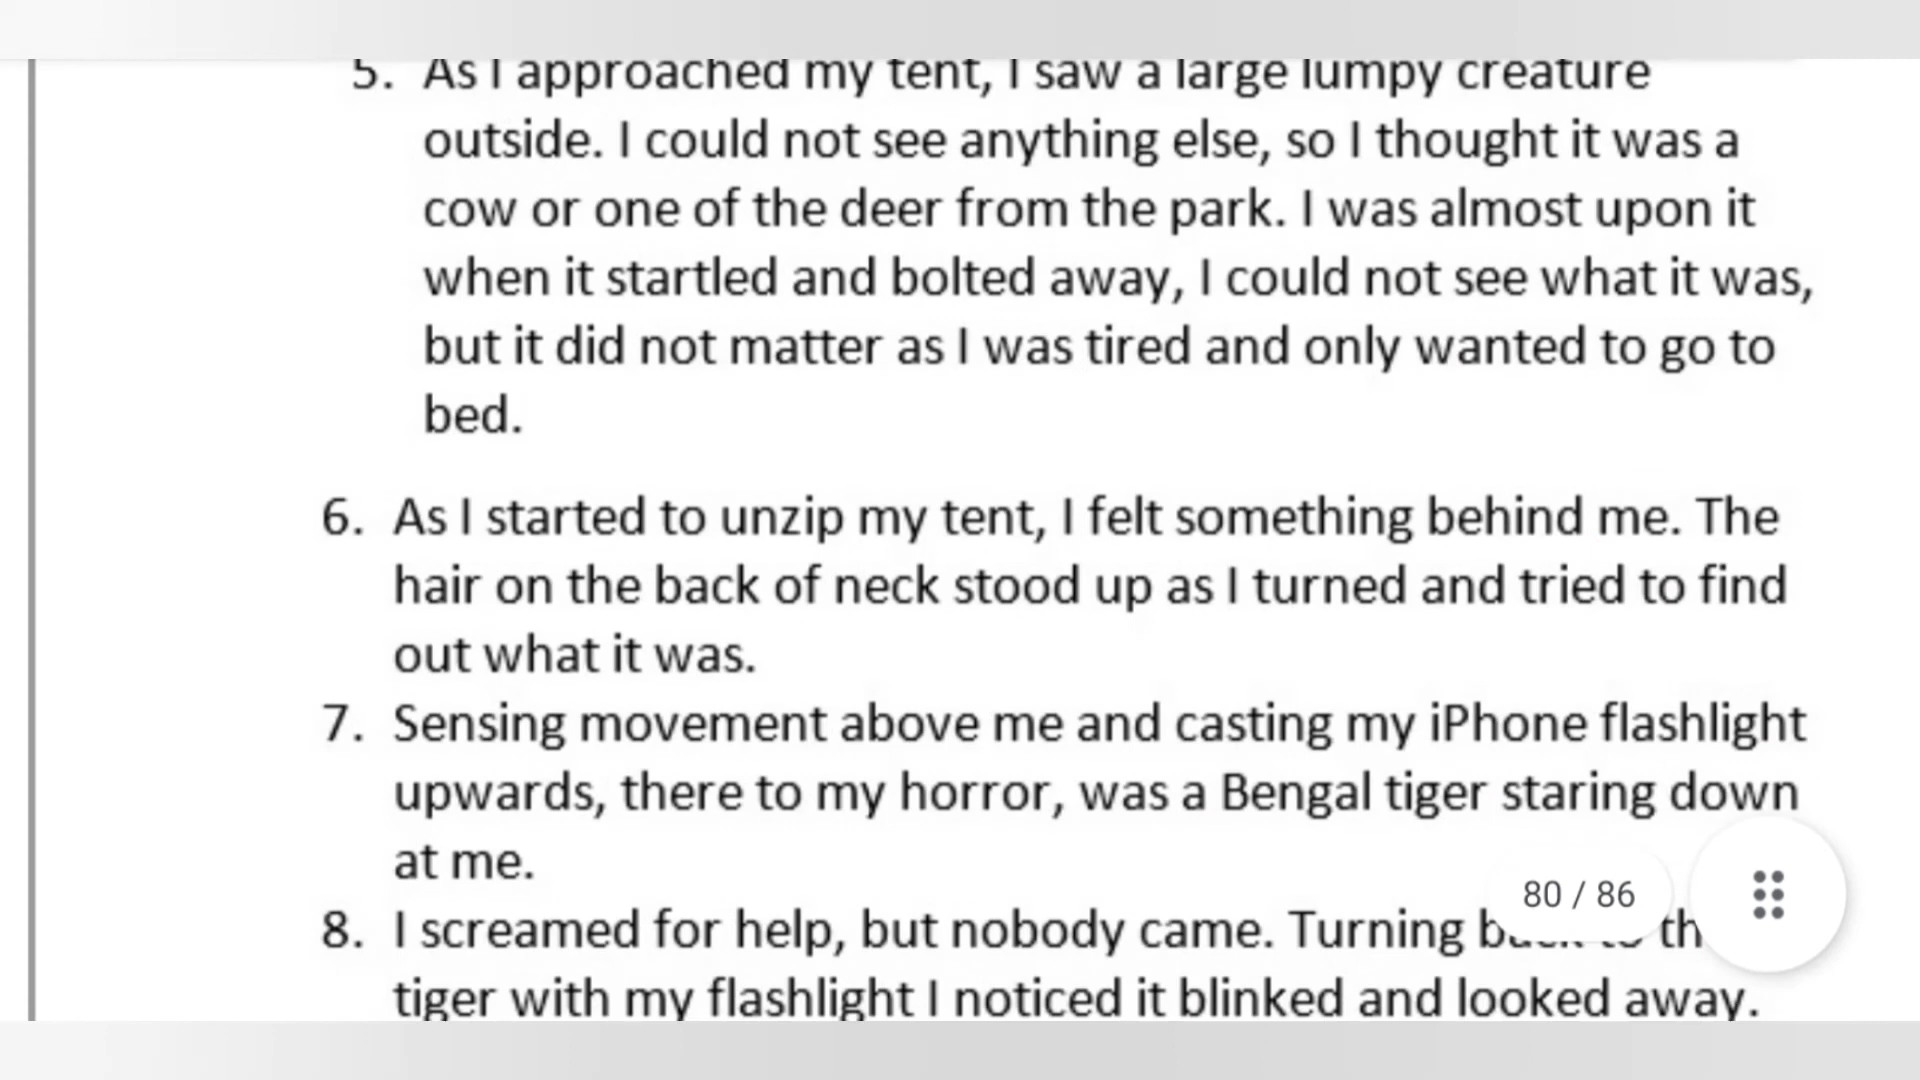 5. As I approached my tent, I saw a large lumpy creature
outside. I could not see anything else, so I thought it was a
cow or one of the deer from the park. I was almost upon it
when it startled and bolted away, I could not see what it was,
but it did not matter as I was tired and only wanted to go to
bed.
6. As I started to unzip my tent, I felt something behind me. The
hair on the back of neck stood up as I turned and tried to find
out what it was.
7. Sensing movement above me and casting my iPhone flashlight
upwards, there to my horror, was a Bengal tiger staring down
at me.
80 / 86
8. I screamed for help, but nobody came. Turning
tiger with my flashlight I noticed it blinked and looked away.